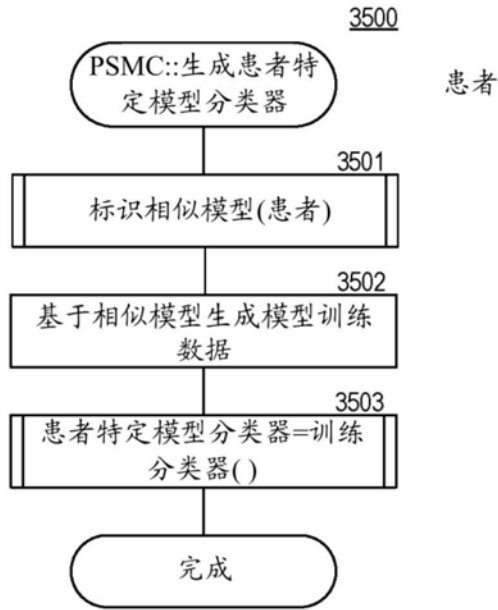 3500
PSMC::生成患者特
定模型分类器
患者
3501
标识相似模型(患者)
3502
基于相似模型生成模型训练
数据
3503
患者特定模型分类器=训练
分类器()
完成